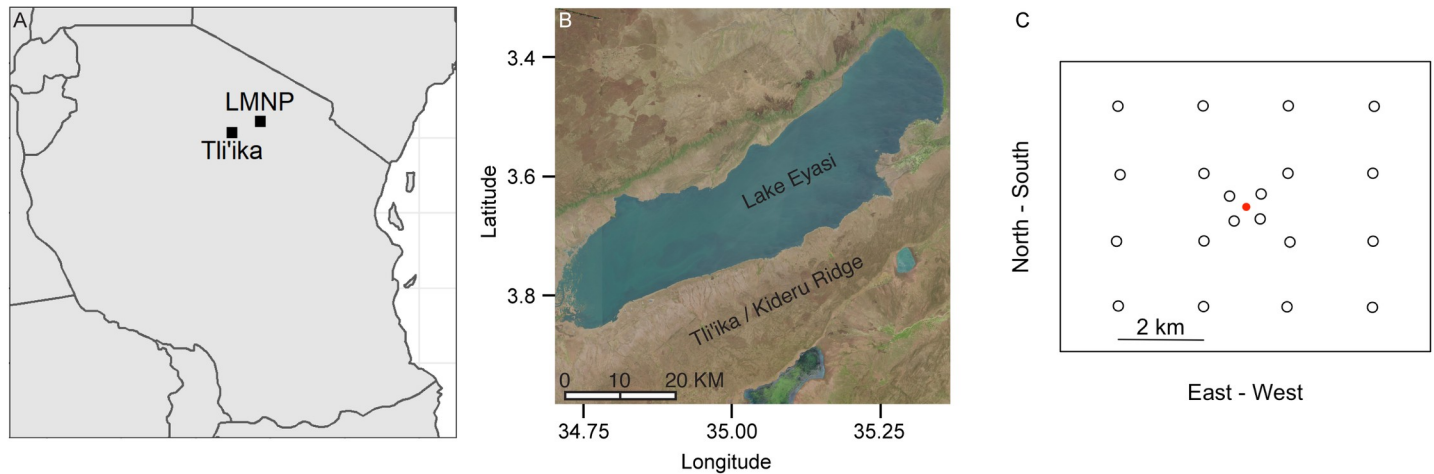 A
LMNP
Tli'ika
B
3.4
3.6
3.8
Latitude
Lake Eyasi
Tli'ika / Kideru Ridge
0 10 20 KM
34.75 35.00 35.25
Longitude
C
North - South
2 km
East - West